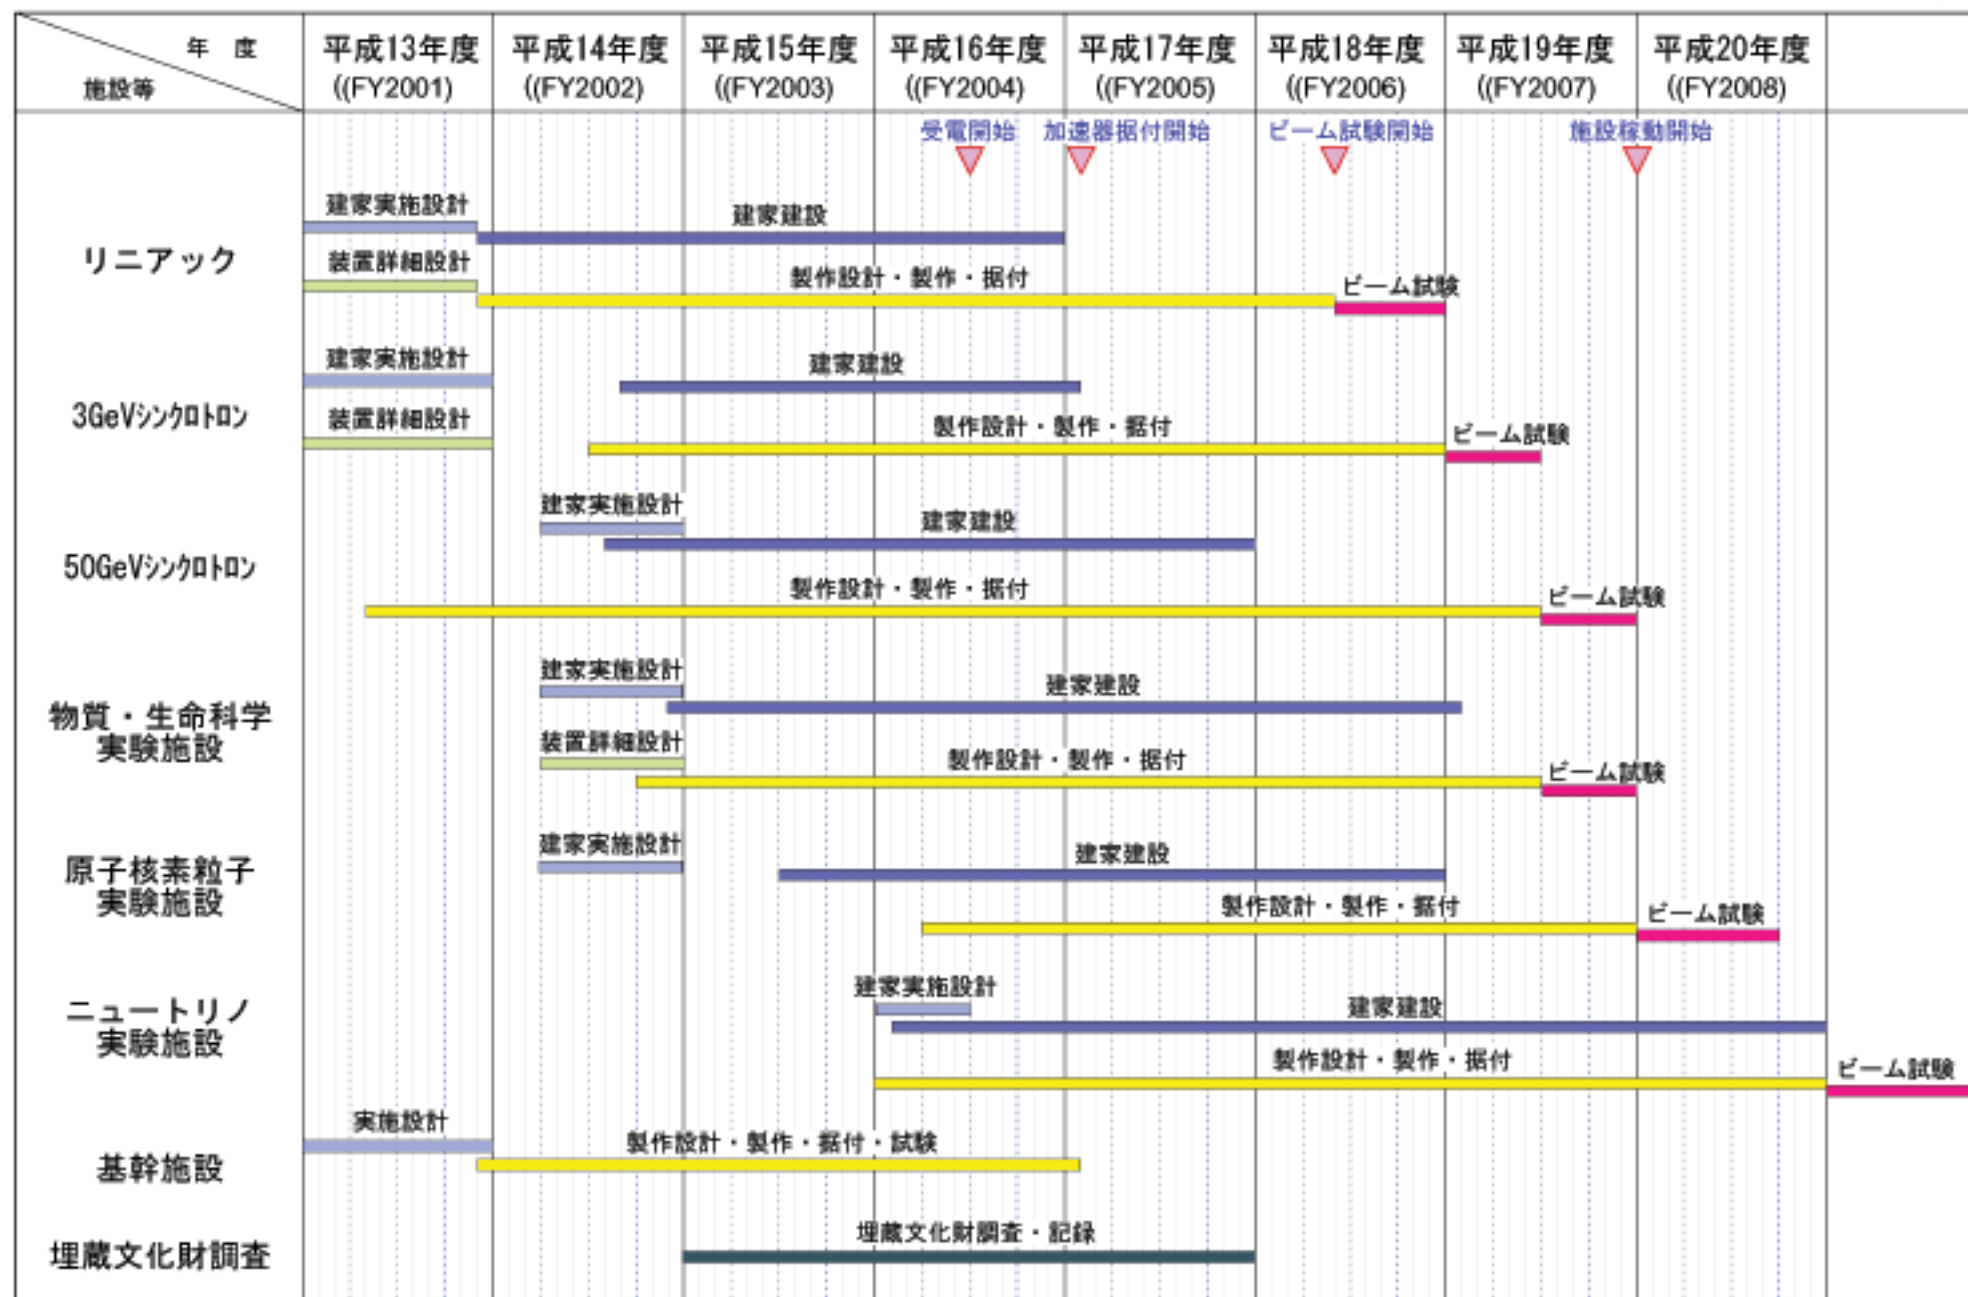 年 度
施設等
平成13年度
((FY2001)
平成14年度
((FY2002)
平成15年度
((FY2003)
平成16年度
((FY2004)
平成17年度
((FY2005)
平成18年度
((FY2006)
平成19年度
((FY2007)
平成20年度
((FY2008)
受電開始
加速器据付開始
ビーム試験開始
施設稼動開始
リニアック
建家実施設計
建家建設
装置詳細設計
製作設計・製作・据付
ビーム試験
3GeVシンクロトロン
建家実施設計
建家建設
装置詳細設計
製作設計・製作・据付
ビーム試験
50GeVシンクロトロン
建家実施設計
建家建設
製作設計・製作・据付
ビーム試験
物質・生命科学
実験施設
建家実施設計
建家建設
装置詳細設計
製作設計・製作・据付
ビーム試験
原子核素粒子
実験施設
建家実施設計
建家建設
製作設計・製作・据付
ビーム試験
ニュートリノ
実験施設
建家実施設計
建家建設
製作設計・製作・据付
ビーム試験
基幹施設
実施設計
製作設計・製作・据付・試験
埋蔵文化財調査
埋蔵文化財調査・記録